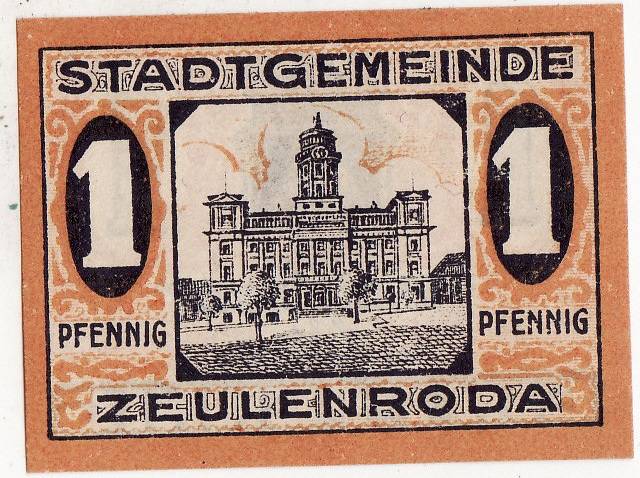 STADTGEMEINDE
1 1
PFENNIG PFENNIG
ZEULENRODA